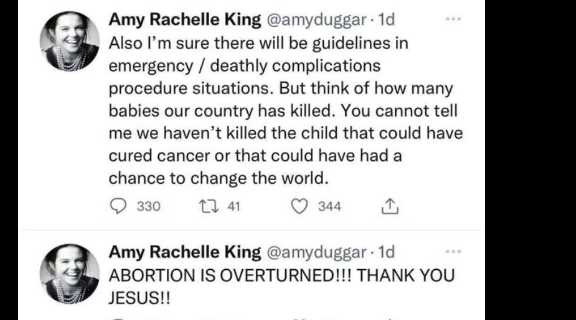 Amy Rachelle King @amyduggar · 1d
Also I'm sure there will be guidelines in
emergency / deathly complications
procedure situations. But think of how many
babies our country has killed. You cannot tell
me we haven't killed the child that could have
cured cancer or that could have had a
chance to change the world.
330 41 344
Amy Rachelle King @amyduggar · 1d
ABORTION IS OVERTURNED!!! THANK YOU
JESUS!!